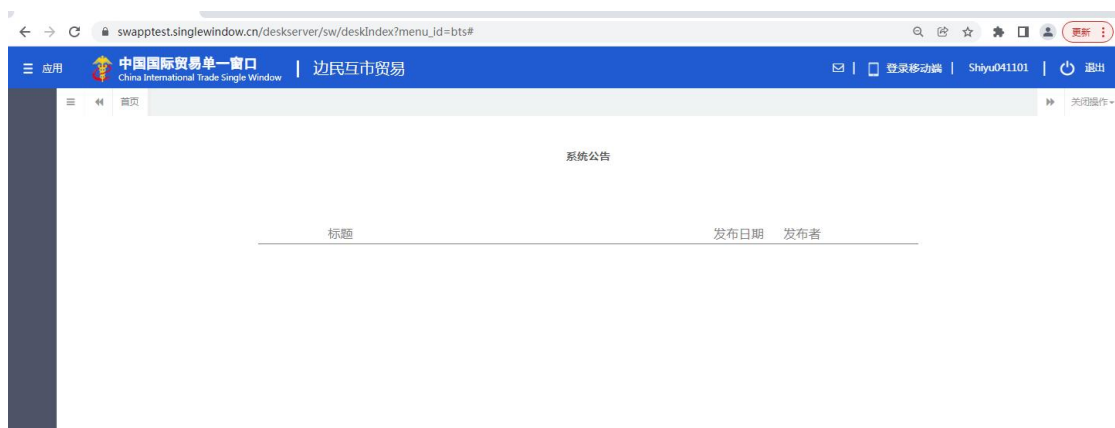 swapptest.singlewindow.cn/deskserver/sw/deskIndex?menu_id=bts#
更新
应用
中国国际贸易单一窗口
China International Trade Single Window
边民互市贸易
登录移动端
Shiyu041101
退出
首页
关闭操作
系统公告
标题 发布日期 发布者